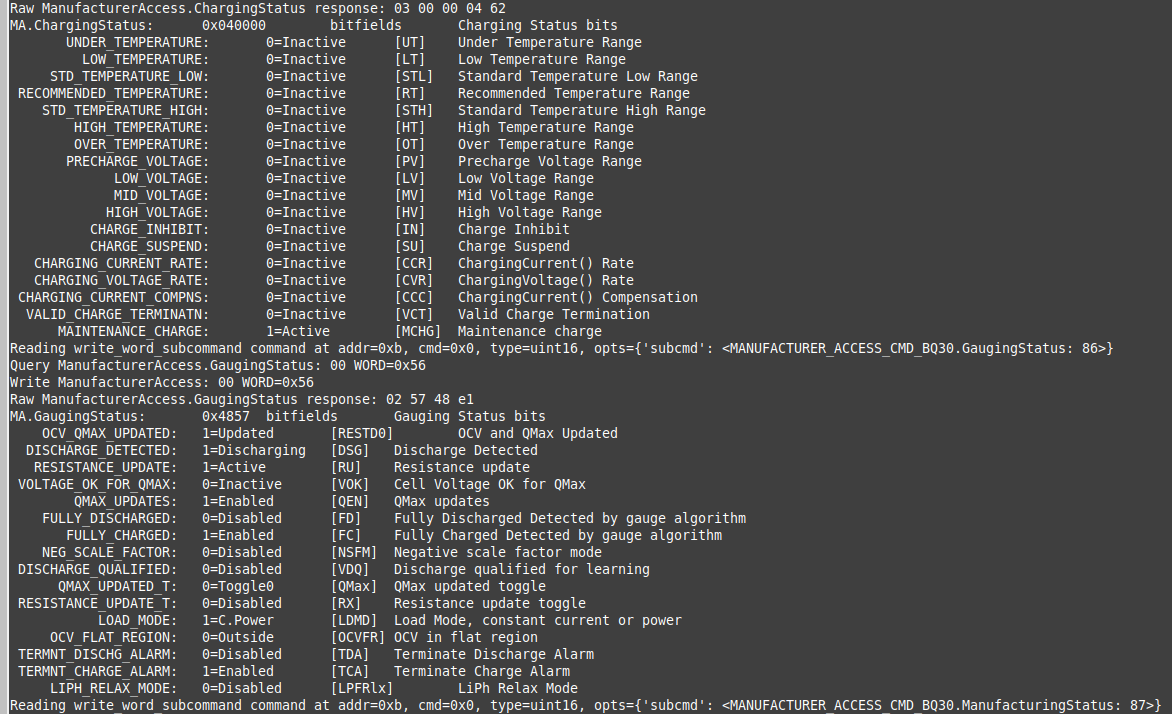 Raw ManufacturerAccess.ChargingStatus response: 03 00 00 04 62
MA.ChargingStatus: 0x040000 bitfields Charging Status bits
UNDER_TEMPERATURE: 0=Inactive [UT] Under Temperature Range
LOW_TEMPERATURE: 0=Inactive [LT] Low Temperature Range
STD_TEMPERATURE_LOW: 0=Inactive [STL] Standard Temperature Low Range
RECOMMENDED_TEMPERATURE: 0=Inactive [RT] Recommended Temperature Range
STD_TEMPERATURE_HIGH: 0=Inactive [STH] Standard Temperature High Range
HIGH_TEMPERATURE: 0=Inactive [HT] High Temperature Range
OVER_TEMPERATURE: 0=Inactive [OT] Over Temperature Range
PRECHARGE_VOLTAGE: 0=Inactive [PV] Precharge Voltage Range
LOW_VOLTAGE: 0=Inactive [LV] Low Voltage Range
MID_VOLTAGE: 0=Inactive [MV] Mid Voltage Range
HIGH_VOLTAGE: 0=Inactive [HV] High Voltage Range
CHARGE_INHIBIT: 0=Inactive [IN] Charge Inhibit
CHARGE_SUSPEND: 0=Inactive [SU] Charge Suspend
CHARGING_CURRENT_RATE: 0=Inactive [CCR] ChargingCurrent() Rate
CHARGING_VOLTAGE_RATE: 0=Inactive [CVR] ChargingVoltage() Rate
CHARGING_CURRENT_COMPNS: 0=Inactive [CCC] ChargingCurrent() Compensation
VALID_CHARGE_TERMINATN: 0=Inactive [VCT] Valid Charge Termination
MAINTENANCE_CHARGE: 1=Active [MCHG] Maintenance charge
Reading write_word_subcommand command at addr=0xb, cmd=0x0, type=uint16, opts={'subcmd': <MANUFACTURER_ACCESS_CMD_BQ30.GaugingStatus: 86>}
Query ManufacturerAccess.GaugingStatus: 00 WORD=0x56
Write ManufacturerAccess: 00 WORD=0x56
Raw ManufacturerAccess.GaugingStatus response: 02 57 48 e1
MA.GaugingStatus: 0x4857 bitfields Gauging Status bits
OCV_QMAX_UPDATED: 1=Updated [RESTD0] OCV and QMax Updated
DISCHARGE_DETECTED: 1=Discharging [DSG] Discharge Detected
RESISTANCE_UPDATE: 1=Active [RU] Resistance update
VOLTAGE_OK_FOR_QMAX: 0=Inactive [VOK] Cell Voltage OK for QMax
QMAX_UPDATES: 1=Enabled [QEN] QMax updates
FULLY_DISCHARGED: 0=Disabled [FD] Fully Discharged Detected by gauge algorithm
FULLY_CHARGED: 1=Enabled [FC] Fully Charged Detected by gauge algorithm
NEG_SCALE_FACTOR: 0=Disabled [NSFM] Negative scale factor mode
DISCHARGE_QUALIFIED: 0=Disabled [VDQ] Discharge qualified for learning
QMAX_UPDATED_T: 0=Toggle0 [QMax] QMax updated toggle
RESISTANCE_UPDATE_T: 0=Disabled [RX] Resistance update toggle
LOAD_MODE: 1=C.Power [LDMD] Load Mode, constant current or power
OCV_FLAT_REGION: 0=Outside [OCVFR] OCV in flat region
TERMNT_DISCHG_ALARM: 0=Disabled [TDA] Terminate Discharge Alarm
TERMNT_CHARGE_ALARM: 1=Enabled [TCA] Terminate Charge Alarm
LIPH_RELAX_MODE: 0=Disabled [LPFRlx] LiPh Relax Mode
Reading write_word_subcommand command at addr=0xb, cmd=0x0, type=uint16, opts={'subcmd': <MANUFACTURER_ACCESS_CMD_BQ30.ManufacturingStatus: 87>}